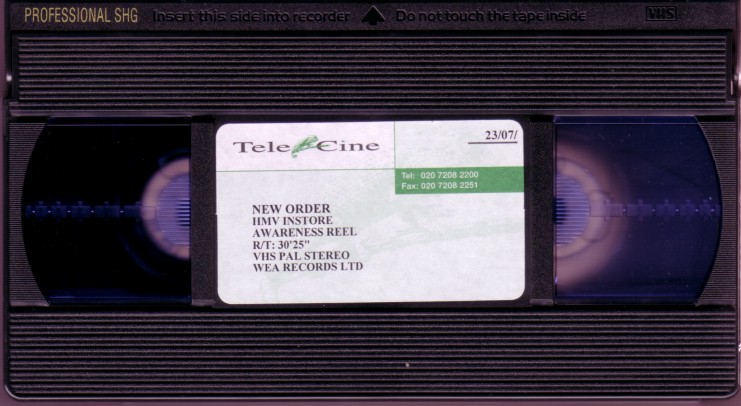 PROFESSIONAL SHG Insert this side into recorder Do not touch the tape inside VHS
Tele Cine
23/07/
Tel: 020 7208 2200
Fax: 020 7208 2251
NEW ORDER
HMV INSTORE
AWARENESS REEL
R/T: 30'25"
VHS PAL STEREO
WEA RECORDS LTD